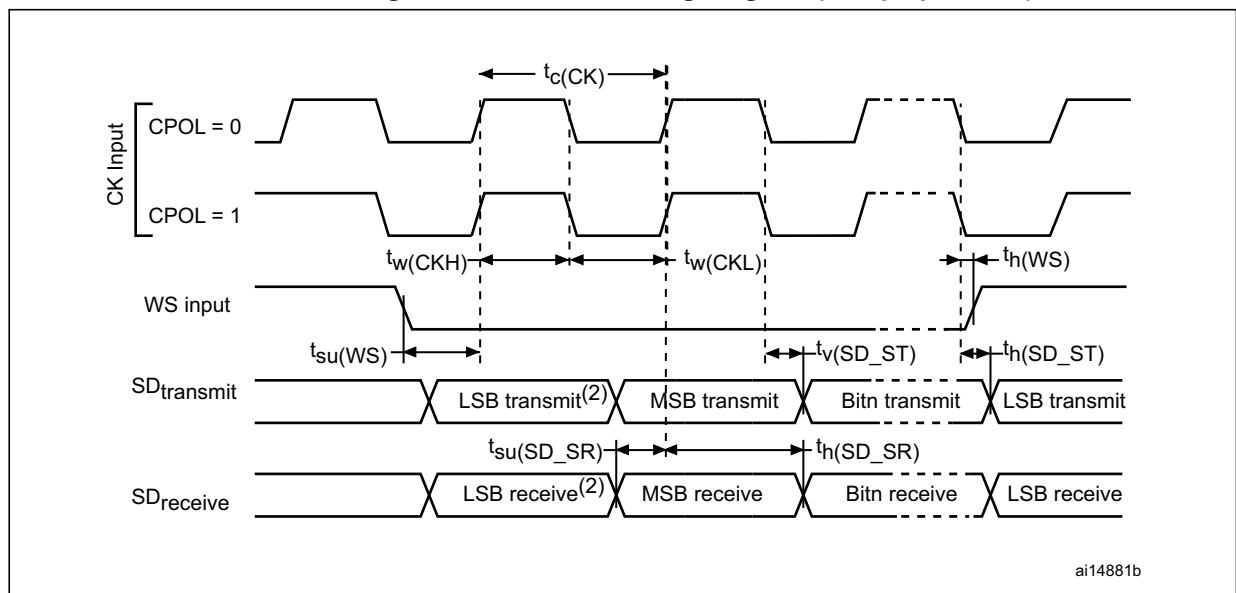 tc(CK)
CK Input
CPOL = 0
CPOL = 1
tw(CKH)
tw(CKL)
th(WS)
WS input
tsu(WS)
tv(SD_ST)
th(SD_ST)
SDtransmit
LSB transmit(2)
MSB transmit
Bitn transmit
LSB transmit
tsu(SD_SR)
th(SD_SR)
SDreceive
LSB receive(2)
MSB receive
Bitn receive
LSB receive
ai14881b